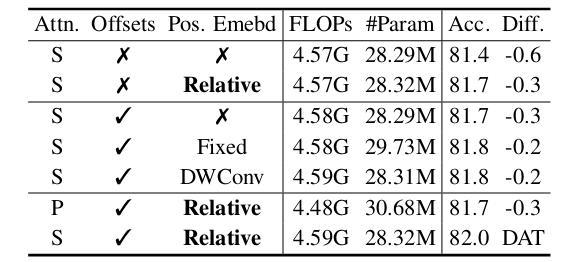 Attn. Offsets Pos. Emebd FLOPs #Param Acc. Diff.
S ✗ ✗ 4.57G 28.29M 81.4 -0.6
S ✗ Relative 4.57G 28.32M 81.7 -0.3
S ✓ ✗ 4.58G 28.29M 81.7 -0.3
S ✓ Fixed 4.58G 29.73M 81.8 -0.2
S ✓ DWConv 4.59G 28.31M 81.8 -0.2
P ✓ Relative 4.48G 30.68M 81.7 -0.3
S ✓ Relative 4.59G 28.32M 82.0 DAT